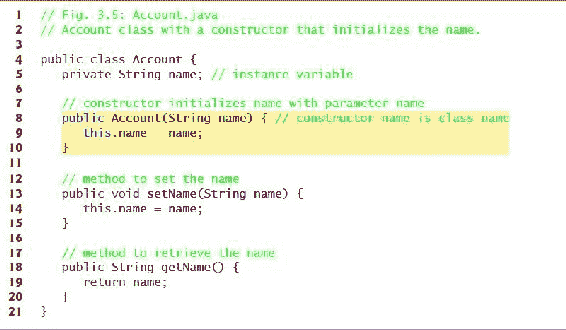 1 // Fig. 3.5: Account.java
2 // Account class with a constructor that initializes the name.
3
4 public class Account {
5 private String name; // instance variable
6
7 // constructor initializes name with parameter name
8 public Account(String name) { // constructor name is class name
9 this.name = name;
10 }
11
12 // method to set the name
13 public void setName(String name) {
14 this.name = name;
15 }
16
17 // method to retrieve the name
18 public String getName() {
19 return name;
20 }
21 }